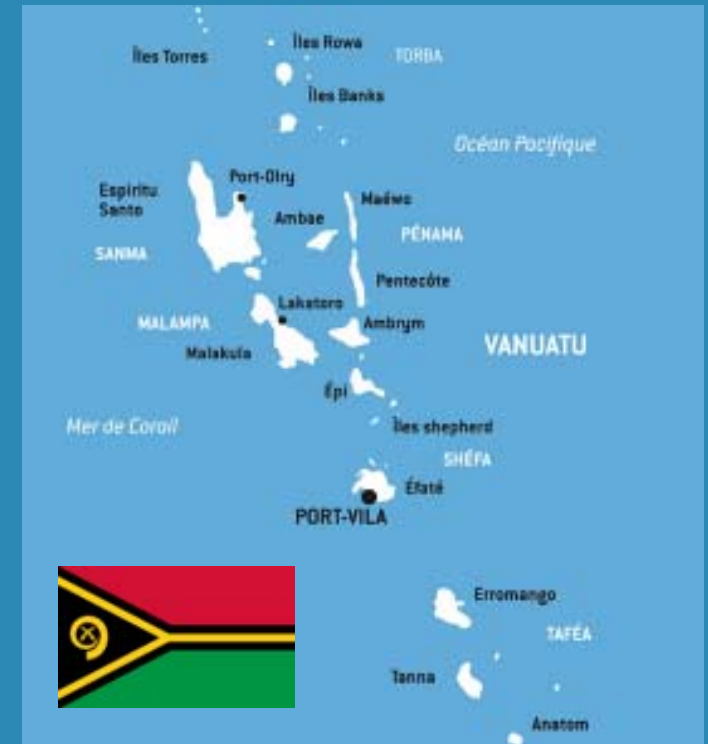 Îles Rowa
Îles Torres
TORBA
Îles Banks
Océan Pacifique
Port-Olry
Espiritu
Santo
Maéwo
Ambae
PÉNAMA
SANMA
Pentecôte
Lakatoro
MALAMPA
Ambrym
VANUATU
Malakula
Épi
Mer de Corail
Îles shepherd
SHÉFA
Éfaté
PORT-VILA
Erromango
TAFÉA
Tanna
Anatom